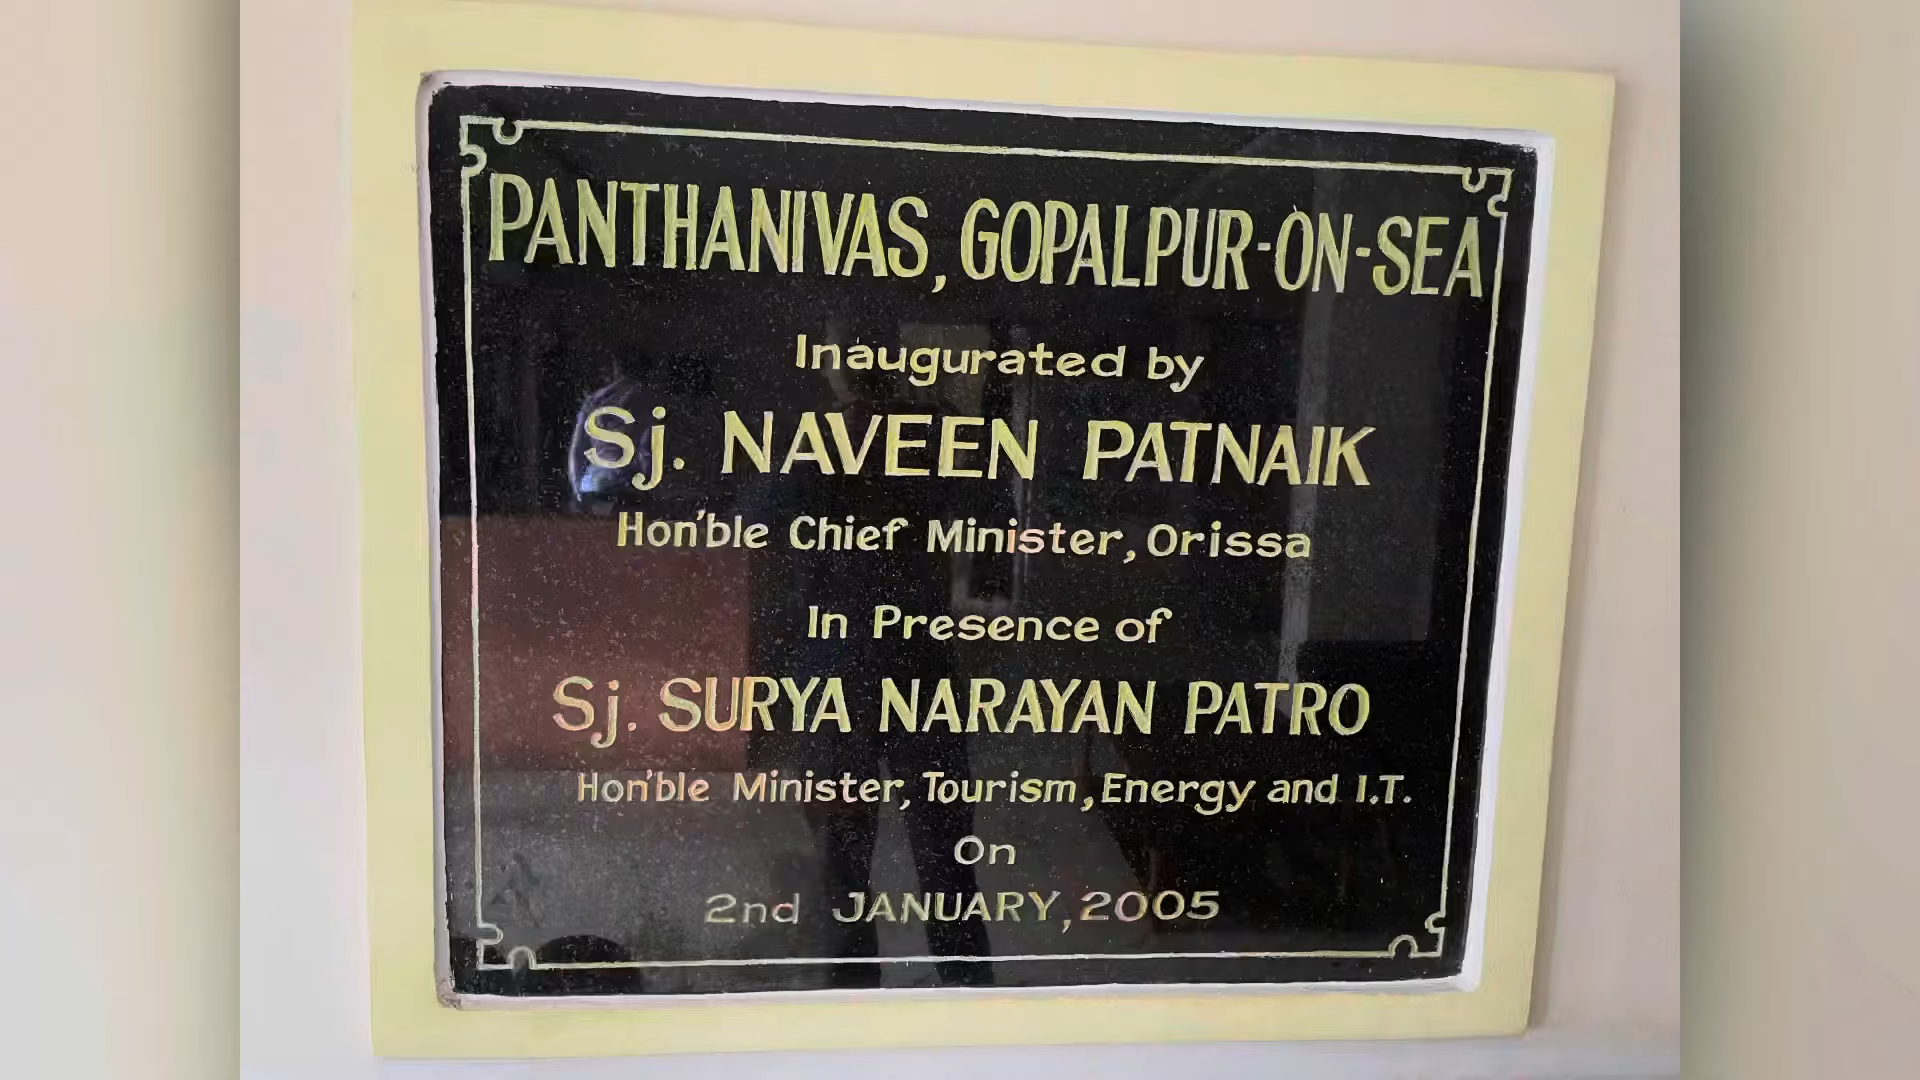 PANTHANIVAS, GOPALPUR-ON-SEA
Inaugurated by
Sj. NAVEEN PATNAIK
Hon'ble Chief Minister, Orissa
In Presence of
Sj. SURYA NARAYAN PATRO
Hon'ble Minister, Tourism, Energy and I.T.
On
2nd JANUARY, 2005